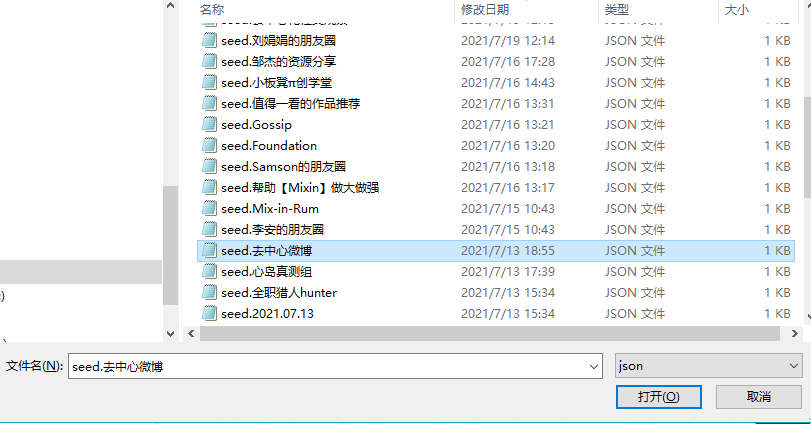 名称 修改日期 类型 大小
seed.刘娟娟的朋友圈 2021/7/19 12:14 JSON 文件 1 KB
seed.邹杰的资源分享 2021/7/16 17:28 JSON 文件 1 KB
seed.小板凳π创学堂 2021/7/16 14:43 JSON 文件 1 KB
seed.值得一看的作品推荐 2021/7/16 13:31 JSON 文件 1 KB
seed.Gossip 2021/7/16 13:21 JSON 文件 1 KB
seed.Foundation 2021/7/16 13:20 JSON 文件 1 KB
seed.Samson的朋友圈 2021/7/16 13:18 JSON 文件 1 KB
seed.帮助【Mixin】做大做强 2021/7/16 13:17 JSON 文件 1 KB
seed.Mix-in-Rum 2021/7/15 10:43 JSON 文件 1 KB
seed.李安的朋友圈 2021/7/15 10:43 JSON 文件 1 KB
seed.去中心微博 2021/7/13 18:55 JSON 文件 1 KB
seed.心岛真测组 2021/7/13 17:39 JSON 文件 1 KB
seed.全职猎人hunter 2021/7/13 15:34 JSON 文件 1 KB
seed.2021.07.13 2021/7/13 15:34 JSON 文件 1 KB
文件名(N): seed.去中心微博 json
打开(O) 取消